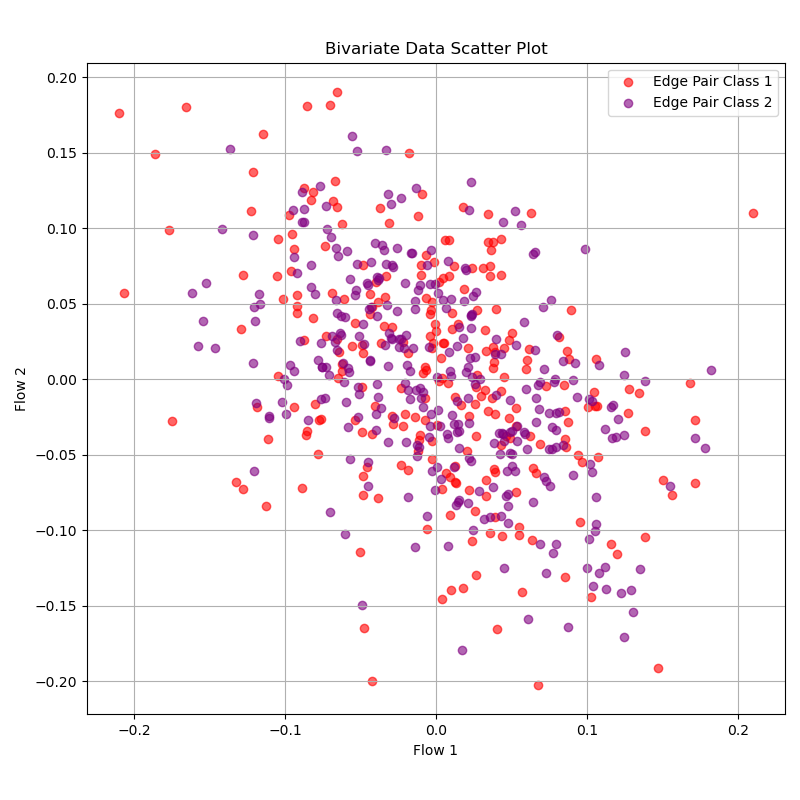 Bivariate Data Scatter Plot
Edge Pair Class 1
Edge Pair Class 2
0.20
0.15
0.10
0.05
0.00
−0.05
−0.10
−0.15
−0.20
Flow 2
−0.2
−0.1
0.0
0.1
0.2
Flow 1